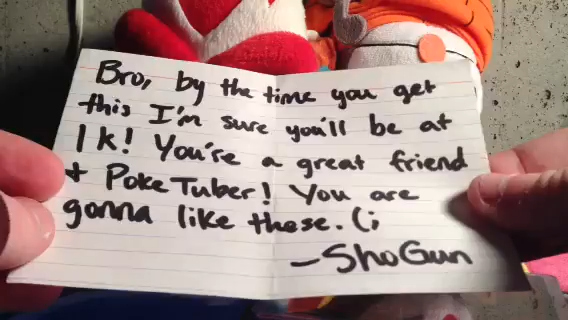 Bro, by the time you get
this I'm sure you'll be at
1k! You're a great friend
+ PokeTuber! You are
gonna like these. (;
—ShoGun